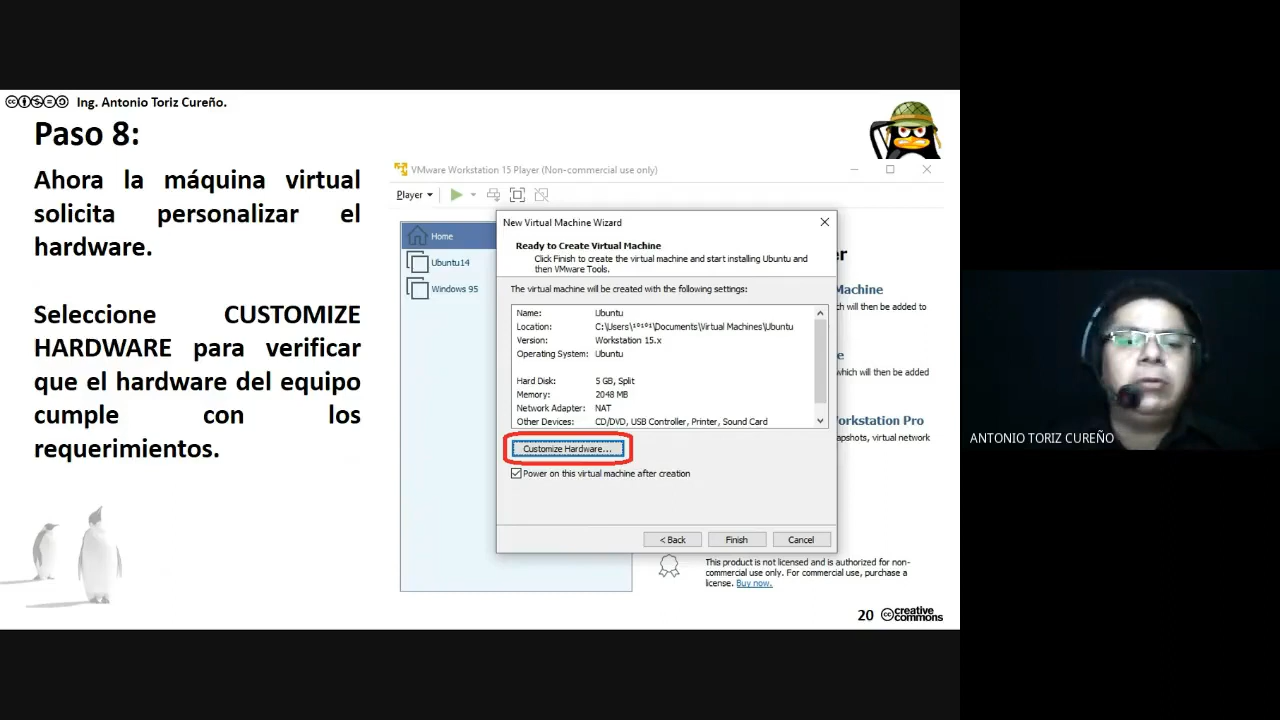 Ing. Antonio Toriz Cureño.
Paso 8:
Ahora la máquina virtual
solicita personalizar el
hardware.
Seleccione CUSTOMIZE
HARDWARE para verificar
que el hardware del equipo
cumple con los
requerimientos.
VMware Workstation 15 Player (Non-commercial use only)
Player
Home
Ubuntu14
Windows 95
New Virtual Machine Wizard
Ready to Create Virtual Machine
Click Finish to create the virtual machine and start installing Ubuntu and
then VMware Tools.
The virtual machine will be created with the following settings:
Name: Ubuntu
Location: C:\Users\¹⁰¹⁰¹\Documents\Virtual Machines\Ubuntu
Version: Workstation 15.x
Operating System: Ubuntu
Hard Disk: 5 GB, Split
Memory: 2048 MB
Network Adapter: NAT
Other Devices: CD/DVD, USB Controller, Printer, Sound Card
Customize Hardware...
Power on this virtual machine after creation
< Back
Finish
Cancel
er
Machine
which will then be added to
e
which will then be added
orkstation Pro
apshots, virtual network
This product is not licensed and is authorized for non-
commercial use only. For commercial use, purchase a
license. Buy now.
20
cc creative
commons
ANTONIO TORIZ CUREÑO